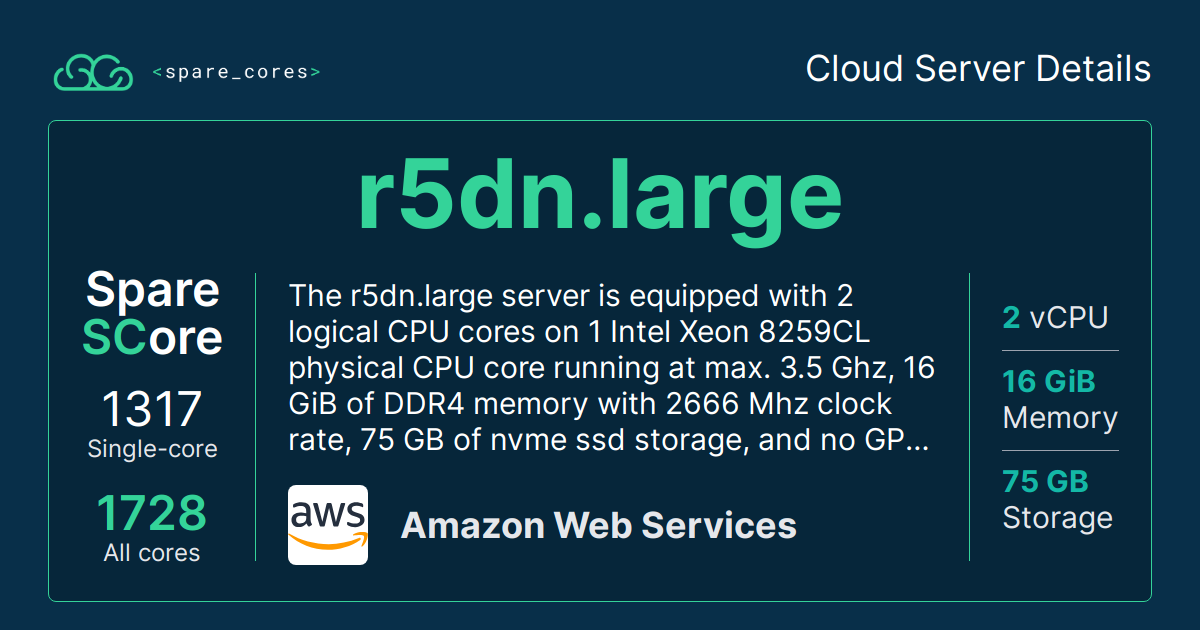 <spare_cores>
Cloud Server Details
r5dn.large
Spare
SCore
1317
Single-core
1728
All cores
The r5dn.large server is equipped with 2
logical CPU cores on 1 Intel Xeon 8259CL
physical CPU core running at max. 3.5 Ghz, 16
GiB of DDR4 memory with 2666 Mhz clock
rate, 75 GB of nvme ssd storage, and no GP...
aws
Amazon Web Services
2 vCPU
16 GiB
Memory
75 GB
Storage